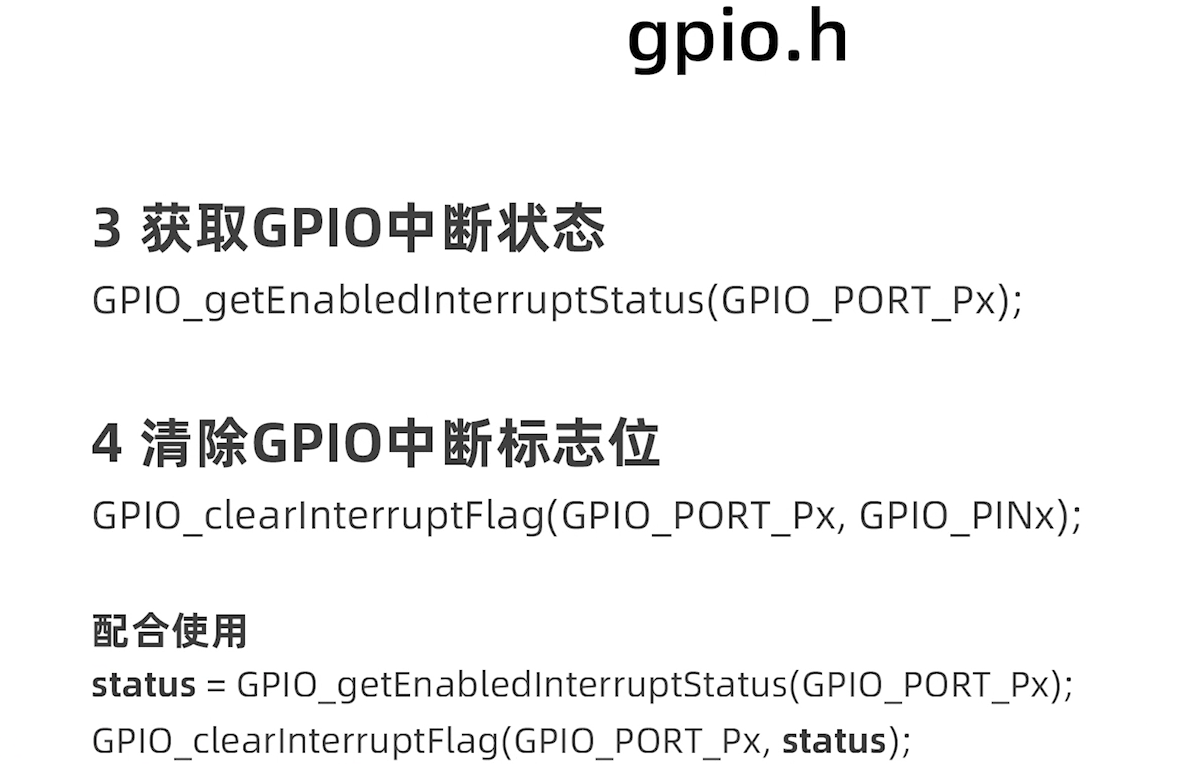 gpio.h
3 获取GPIO中断状态
GPIO_getEnabledInterruptStatus(GPIO_PORT_Px);
4 清除GPIO中断标志位
GPIO_clearInterruptFlag(GPIO_PORT_Px, GPIO_PINx);
配合使用
status = GPIO_getEnabledInterruptStatus(GPIO_PORT_Px);
GPIO_clearInterruptFlag(GPIO_PORT_Px, status);